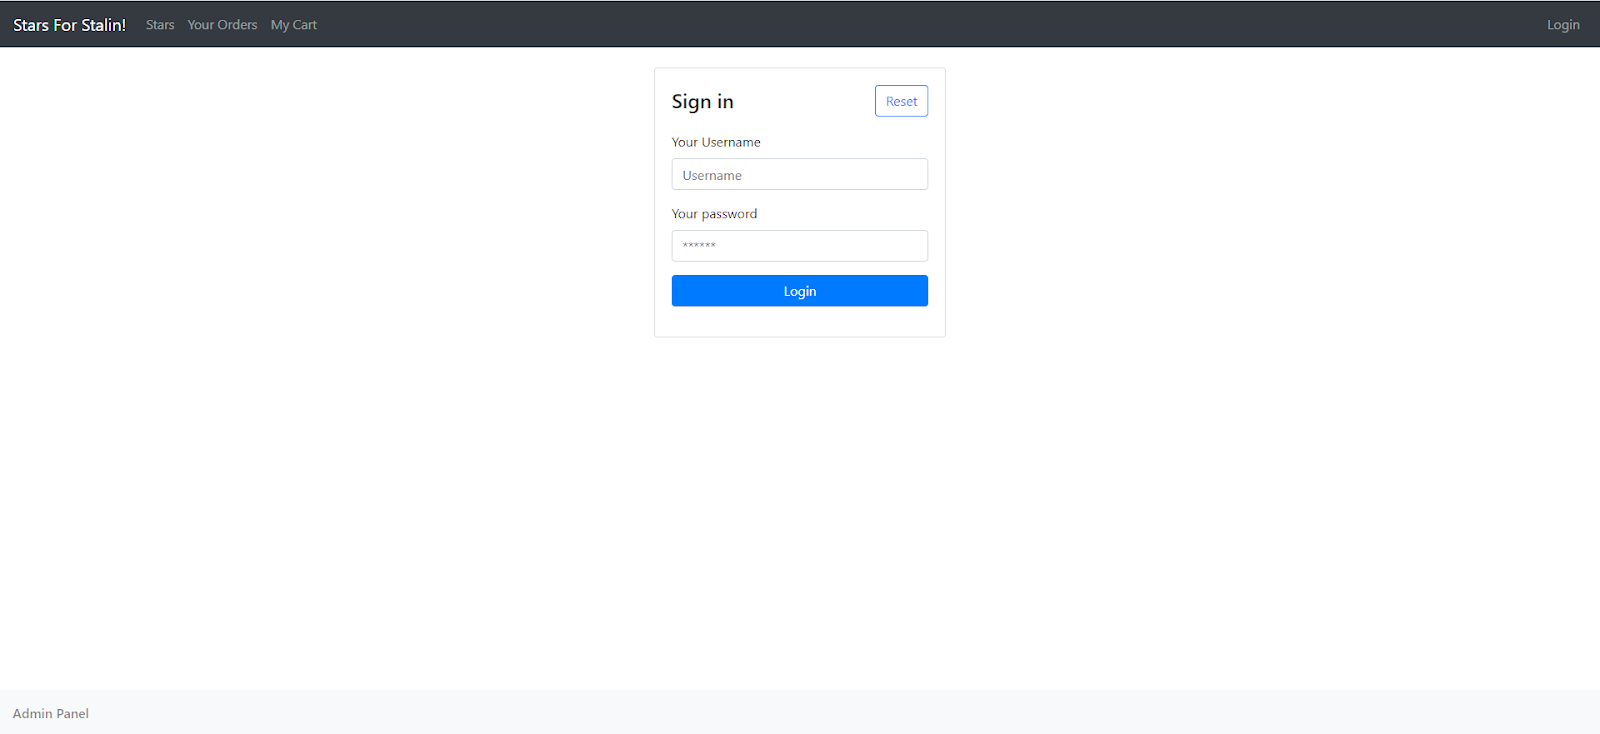 Stars For Stalin! Stars Your Orders My Cart Login
Sign in Reset
Your Username
Username
Your password
******
Login
Admin Panel